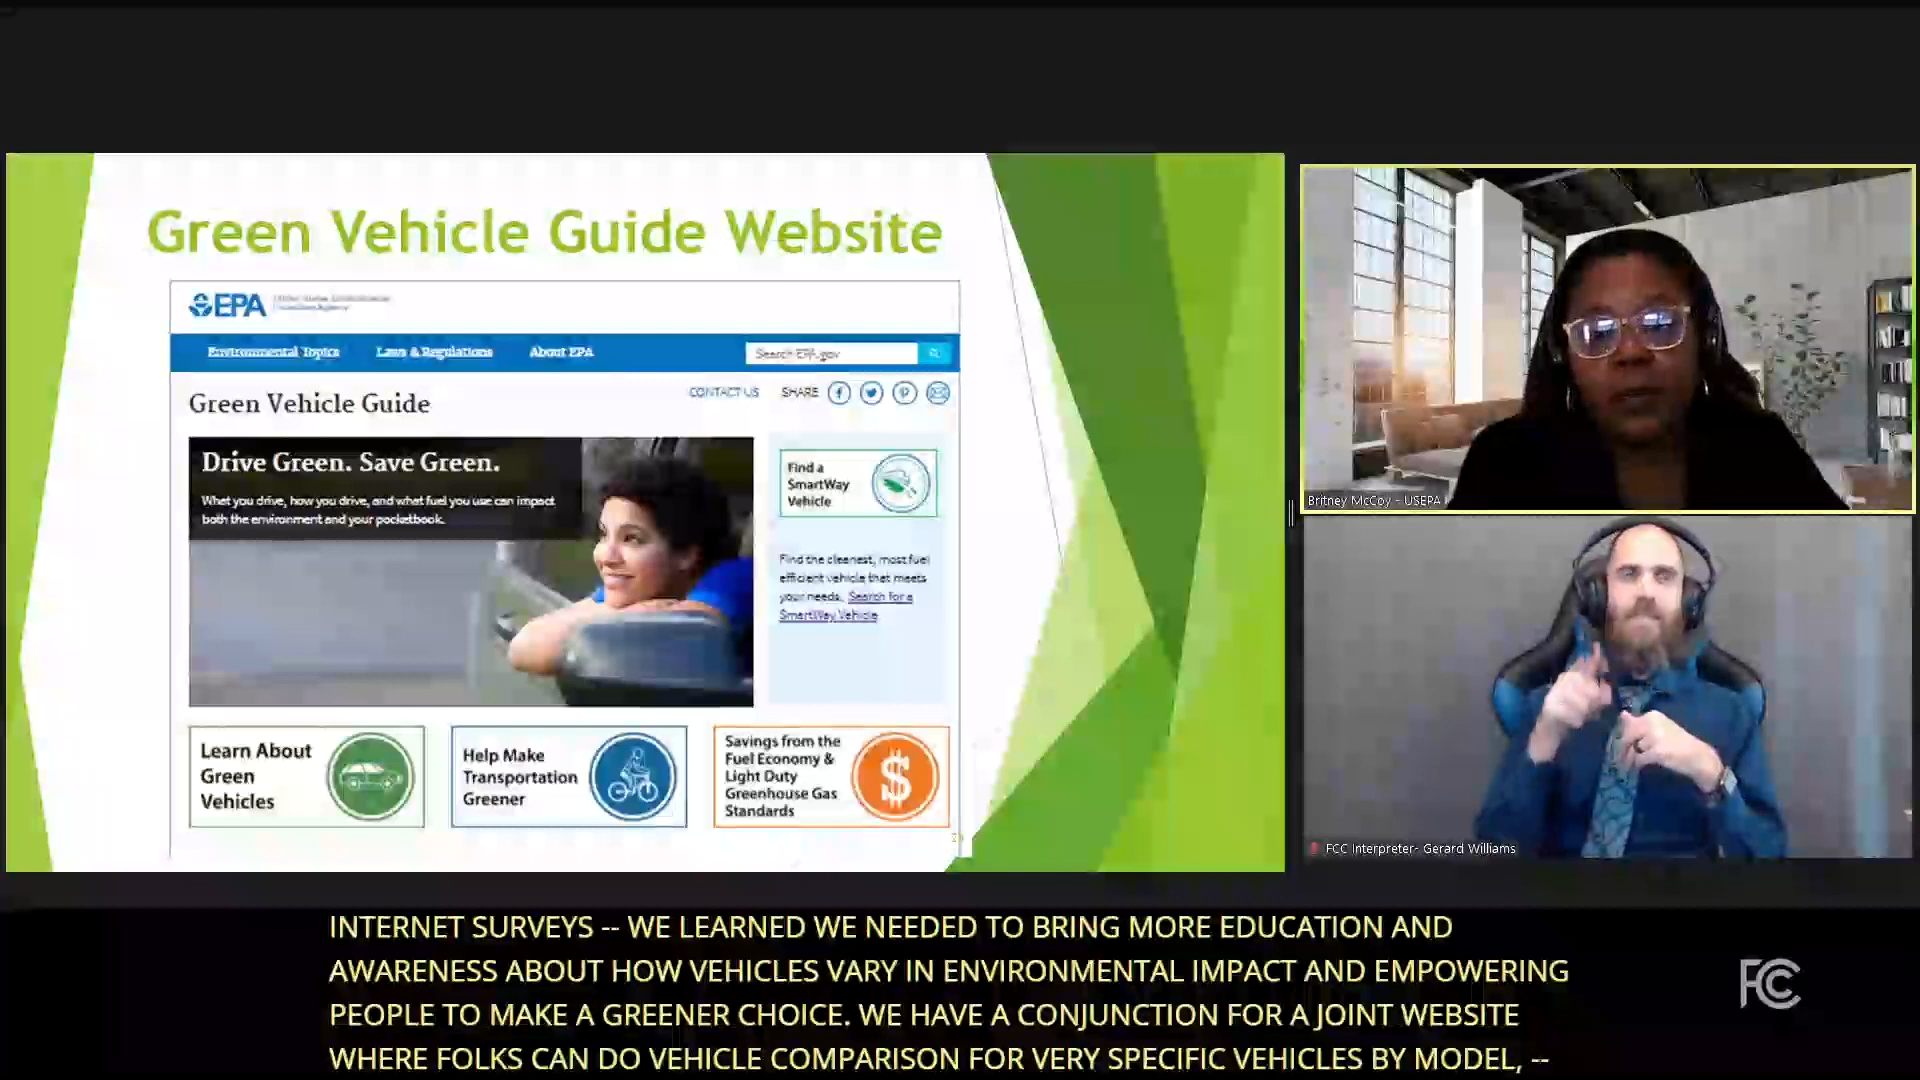 Green Vehicle Guide Website
EPA
Environmental Topics Laws & Regulations About EPA Search EPA.gov
CONTACT US SHARE
Green Vehicle Guide
Drive Green. Save Green.
What you drive, how you drive, and what fuel you use can impact
both the environment and your pocketbook.
Find a
SmartWay
Vehicle
Find the cleanest, most fuel
efficient vehicle that meets
your needs. Search for a
SmartWay Vehicle
Learn About
Green
Vehicles
Help Make
Transportation
Greener
Savings from the
Fuel Economy &
Light Duty
Greenhouse Gas
Standards
Britney McCoy - USEPA
FCC Interpreter- Gerard Williams
INTERNET SURVEYS -- WE LEARNED WE NEEDED TO BRING MORE EDUCATION AND
AWARENESS ABOUT HOW VEHICLES VARY IN ENVIRONMENTAL IMPACT AND EMPOWERING
PEOPLE TO MAKE A GREENER CHOICE. WE HAVE A CONJUNCTION FOR A JOINT WEBSITE
WHERE FOLKS CAN DO VEHICLE COMPARISON FOR VERY SPECIFIC VEHICLES BY MODEL, --
FCC